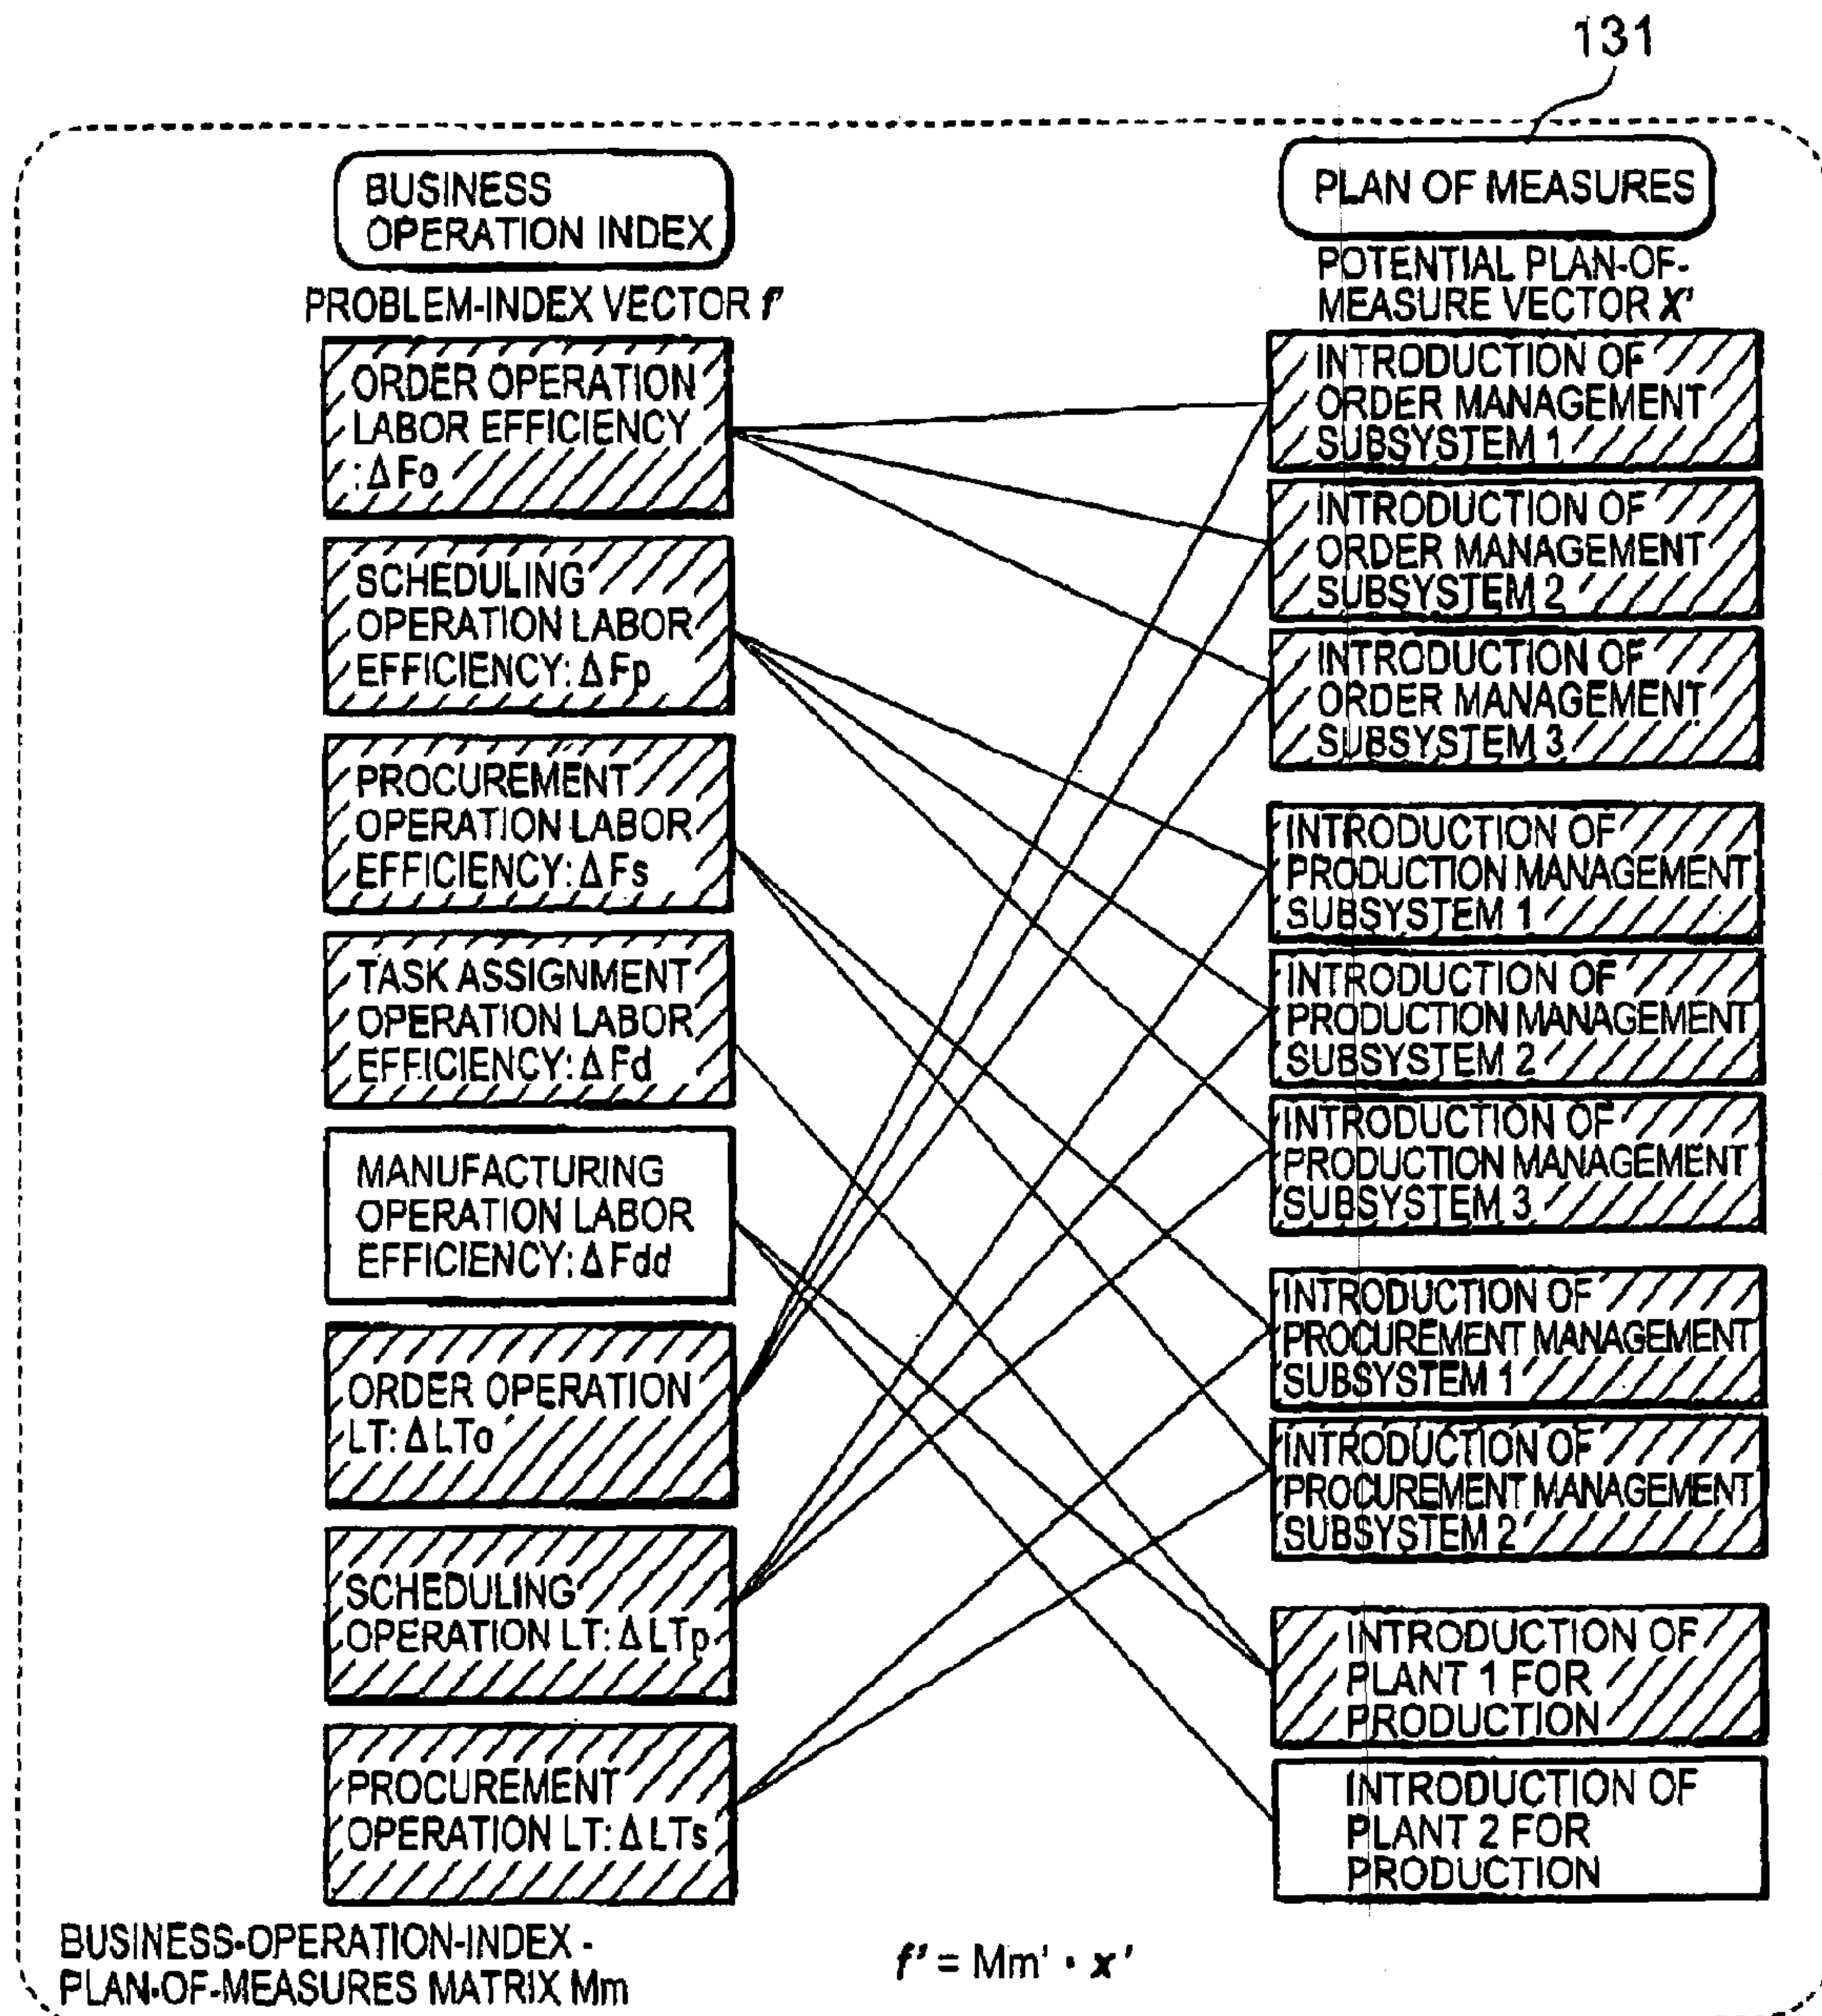 131
BUSINESS
OPERATION INDEX
PROBLEM-INDEX VECTOR f'
ORDER OPERATION
LABOR EFFICIENCY
:ΔFo
SCHEDULING
OPERATION LABOR
EFFICIENCY:ΔFp
PROCUREMENT
OPERATION LABOR
EFFICIENCY:ΔFs
TASK ASSIGNMENT
OPERATION LABOR
EFFICIENCY:ΔFd
MANUFACTURING
OPERATION LABOR
EFFICIENCY:ΔFdd
ORDER OPERATION
LT:ΔLTo
SCHEDULING
OPERATION LT:ΔLTp
PROCUREMENT
OPERATION LT:ΔLTs
PLAN OF MEASURES
POTENTIAL PLAN-OF-
MEASURE VECTOR X'
INTRODUCTION OF
ORDER MANAGEMENT
SUBSYSTEM 1
INTRODUCTION OF
ORDER MANAGEMENT
SUBSYSTEM 2
INTRODUCTION OF
ORDER MANAGEMENT
SUBSYSTEM 3
INTRODUCTION OF
PRODUCTION MANAGEMENT
SUBSYSTEM 1
INTRODUCTION OF
PRODUCTION MANAGEMENT
SUBSYSTEM 2
INTRODUCTION OF
PRODUCTION MANAGEMENT
SUBSYSTEM 3
INTRODUCTION OF
PROCUREMENT MANAGEMENT
SUBSYSTEM 1
INTRODUCTION OF
PROCUREMENT MANAGEMENT
SUBSYSTEM 2
INTRODUCTION OF
PLANT 1 FOR
PRODUCTION
INTRODUCTION OF
PLANT 2 FOR
PRODUCTION
BUSINESS-OPERATION-INDEX -
PLAN-OF-MEASURES MATRIX Mm
f' = Mm' · x'